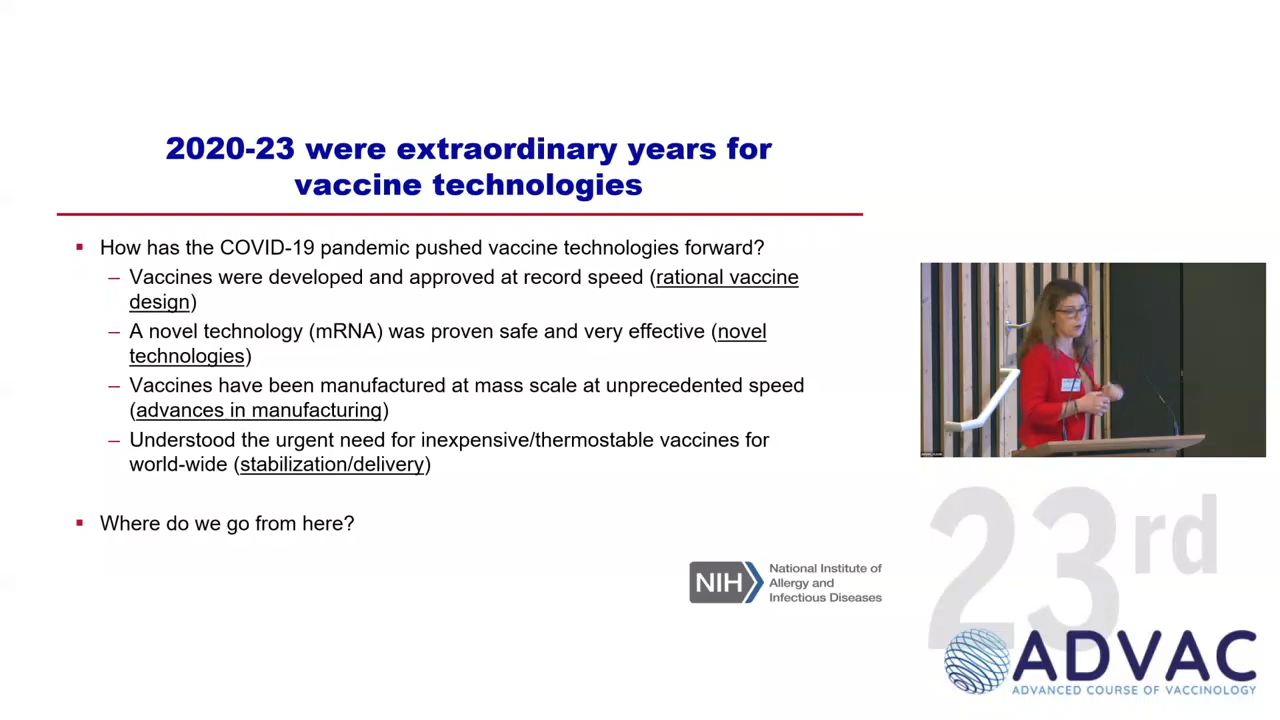 2020-23 were extraordinary years for
vaccine technologies
▪ How has the COVID-19 pandemic pushed vaccine technologies forward?
– Vaccines were developed and approved at record speed (rational vaccine
design)
– A novel technology (mRNA) was proven safe and very effective (novel
technologies)
– Vaccines have been manufactured at mass scale at unprecedented speed
(advances in manufacturing)
– Understood the urgent need for inexpensive/thermostable vaccines for
world-wide (stabilization/delivery)
▪ Where do we go from here?
NIH
National Institute of
Allergy and
Infectious Diseases
23rd
ADVAC
ADVANCED COURSE OF VACCINOLOGY